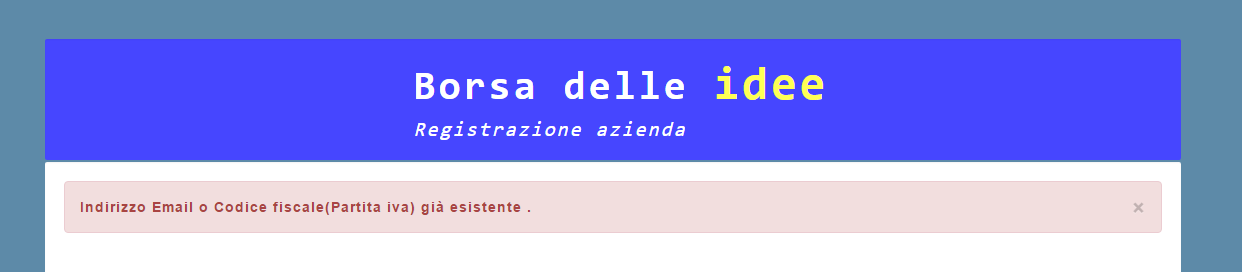 Borsa delle idee
Registrazione azienda
Indirizzo Email o Codice fiscale(Partita iva) già esistente .
×